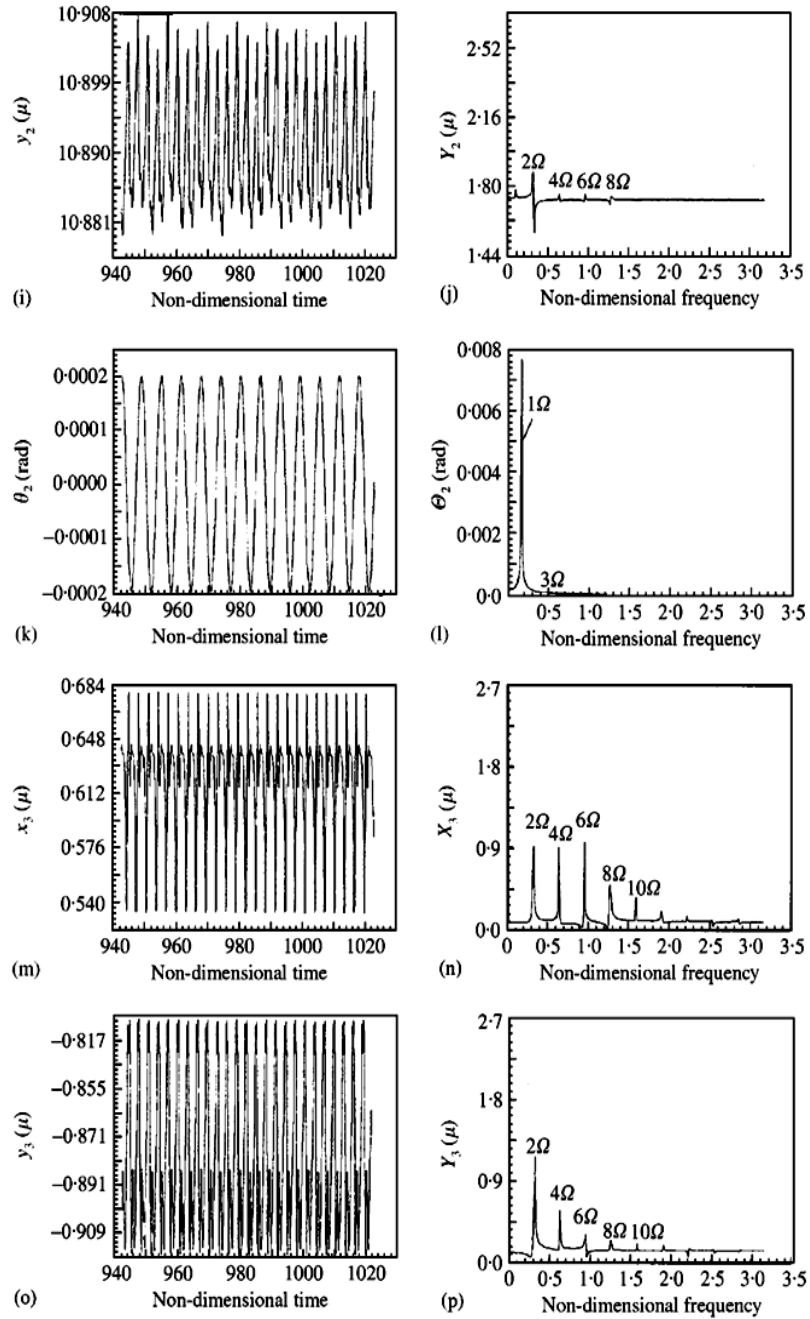 10·908
10·899
10·890
10·881
y₂ (μ)
940 960 980 1000 1020
(i) Non-dimensional time
2·52
2·16
1·80
1·44
Y₂ (μ)
2Ω 4Ω 6Ω 8Ω
0 0·5 1·0 1·5 2·0 2·5 3·0 3·5
(j) Non-dimensional frequency
0·0002
0·0001
0·0000
−0·0001
−0·0002
θ₂ (rad)
940 960 980 1000 1020
(k) Non-dimensional time
0·008
0·006
0·004
0·002
0·0
Θ₂ (rad)
1Ω
3Ω
0 0·5 1·0 1·5 2·0 2·5 3·0 3·5
(l) Non-dimensional frequency
0·684
0·648
0·612
0·576
0·540
x₃ (μ)
940 960 980 1000 1020
(m) Non-dimensional time
2·7
1·8
0·9
0·0
X₃ (μ)
2Ω 4Ω 6Ω 8Ω 10Ω
0 0·5 1·0 1·5 2·0 2·5 3·0 3·5
(n) Non-dimensional frequency
−0·817
−0·855
−0·871
−0·891
−0·909
y₃ (μ)
940 960 980 1000 1020
(o) Non-dimensional time
2·7
1·8
0·9
0·0
Y₃ (μ)
2Ω 4Ω 6Ω 8Ω 10Ω
0 0·5 1·0 1·5 2·0 2·5 3·0 3·5
(p) Non-dimensional frequency